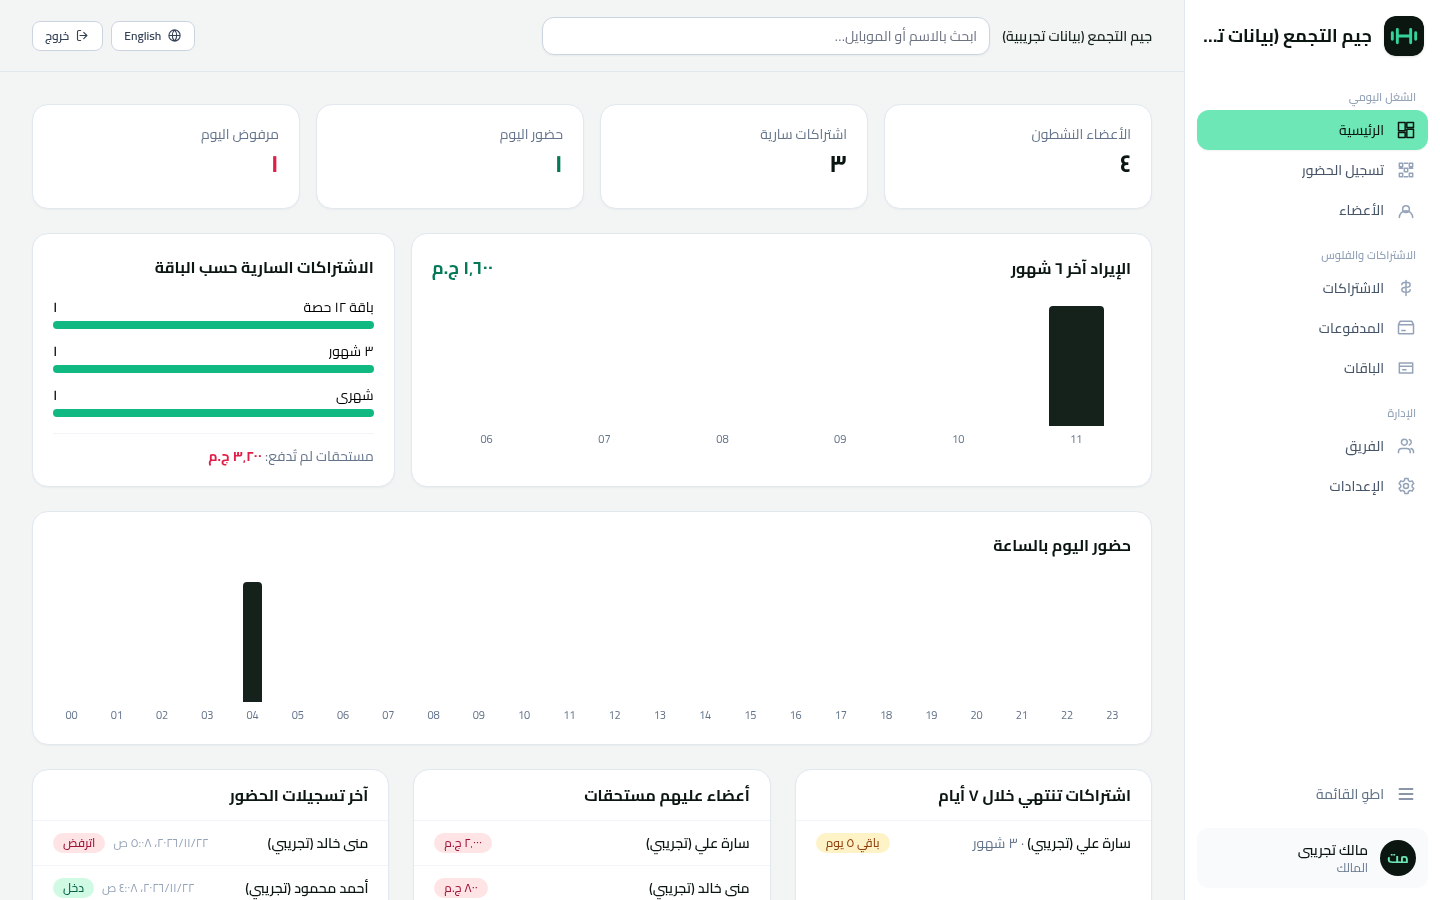 جيم التجمع (بيانات تـ...
الشغل اليومي
الرئيسية
تسجيل الحضور
الأعضاء
الاشتراكات والفلوس
الاشتراكات
المدفوعات
الباقات
الإدارة
الفريق
الإعدادات
اطوِ القائمة
مت
مالك تجريبي
المالك
جيم التجمع (بيانات تجريبية)
ابحث بالاسم أو الموبايل...
English
خروج
الأعضاء النشطون
٤
اشتراكات سارية
٣
حضور اليوم
١
مرفوض اليوم
١
الإيراد آخر ٦ شهور
١٬٦٠٠ ج.م
11
10
09
08
07
06
الاشتراكات السارية حسب الباقة
باقة ١٢ حصة ١
٣ شهور ١
شهري ١
مستحقات لم تُدفع: ٣٬٢٠٠ ج.م
حضور اليوم بالساعة
00 01 02 03 04 05 06 07 08 09 10 11 12 13 14 15 16 17 18 19 20 21 22 23
اشتراكات تنتهي خلال ٧ أيام
سارة علي (تجريبي) · ٣ شهور
باقي ٥ يوم
أعضاء عليهم مستحقات
سارة علي (تجريبي)
٢٬٠٠٠ ج.م
منى خالد (تجريبي)
٨٠٠ ج.م
آخر تسجيلات الحضور
منى خالد (تجريبي)
٢٠٢٦/١١/٢٢، ٥:٠٨ ص
اترفض
أحمد محمود (تجريبي)
٢٠٢٦/١١/٢٢، ٤:٠٨ ص
دخل